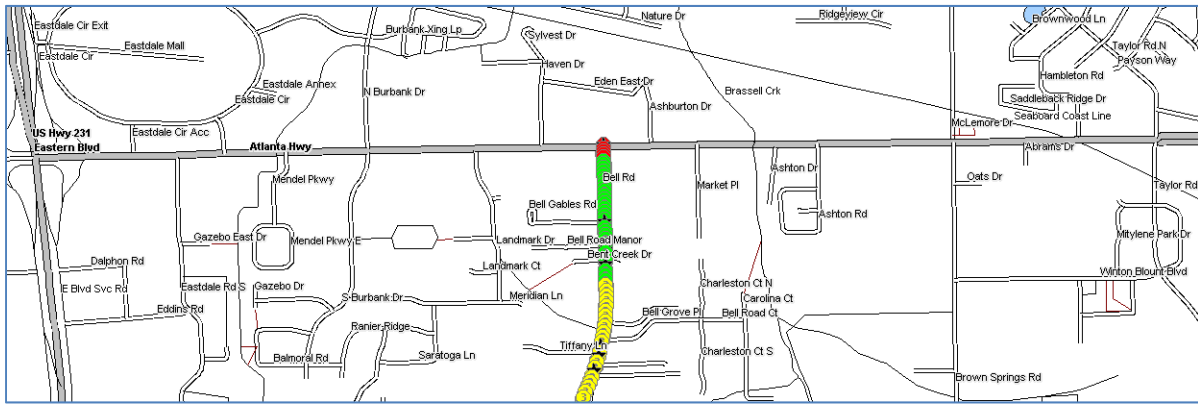 Eastdale Cir Exit
Nature Dr
Ridgeview Cir
Brownwood Ln
Burbank Xing Lp
Sylvest Dr
Eastdale Mall
Taylor Rd N
Eastdale Cir
Haven Dr
Payson Way
Hambleton Rd
Eden East Dr
Eastdale Annex
N Burbank Dr
Brassell Crk
Eastdale Cir
Ashburton Dr
Saddleback Ridge Dr
Seaboard Coast Line
McLemore Dr
US Hwy 231
Eastdale Cir Acc
Eastern Blvd
Atlanta Hwy
Abrams Dr
Ashton Dr
Mendel Pkwy
Bell Rd
Market Pl
Oats Dr
Taylor Rd
Bell Gables Rd
Ashton Rd
Gazebo East Dr
Mendel Pkwy E
Landmark Dr
Bell Road Manor
Mitylene Park Dr
Dalphon Rd
Bent Creek Dr
Landmark Ct
Winton Blount Blvd
E Blvd Svc Rd
Eastdale Rd S
Gazebo Dr
Charleston Ct N
S Burbank Dr
Meridian Ln
Carolina Ct
Eddins Rd
Bell Grove Pl
Bell Road Ct
Ranier Ridge
Tiffany Ln
Charleston Ct S
Balmoral Rd
Saratoga Ln
Brown Springs Rd